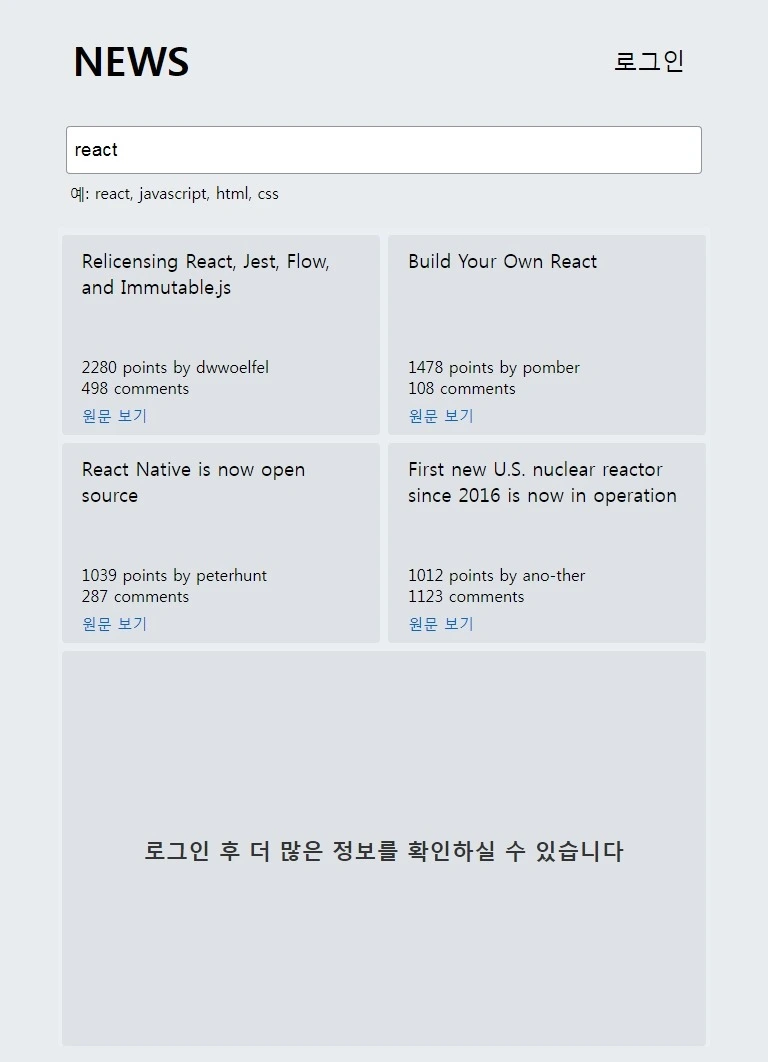 NEWS
로그인
react
예: react, javascript, html, css
Relicensing React, Jest, Flow,
and Immutable.js
2280 points by dwwoelfel
498 comments
원문 보기
Build Your Own React
1478 points by pomber
108 comments
원문 보기
React Native is now open
source
1039 points by peterhunt
287 comments
원문 보기
First new U.S. nuclear reactor
since 2016 is now in operation
1012 points by ano-ther
1123 comments
원문 보기
로그인 후 더 많은 정보를 확인하실 수 있습니다